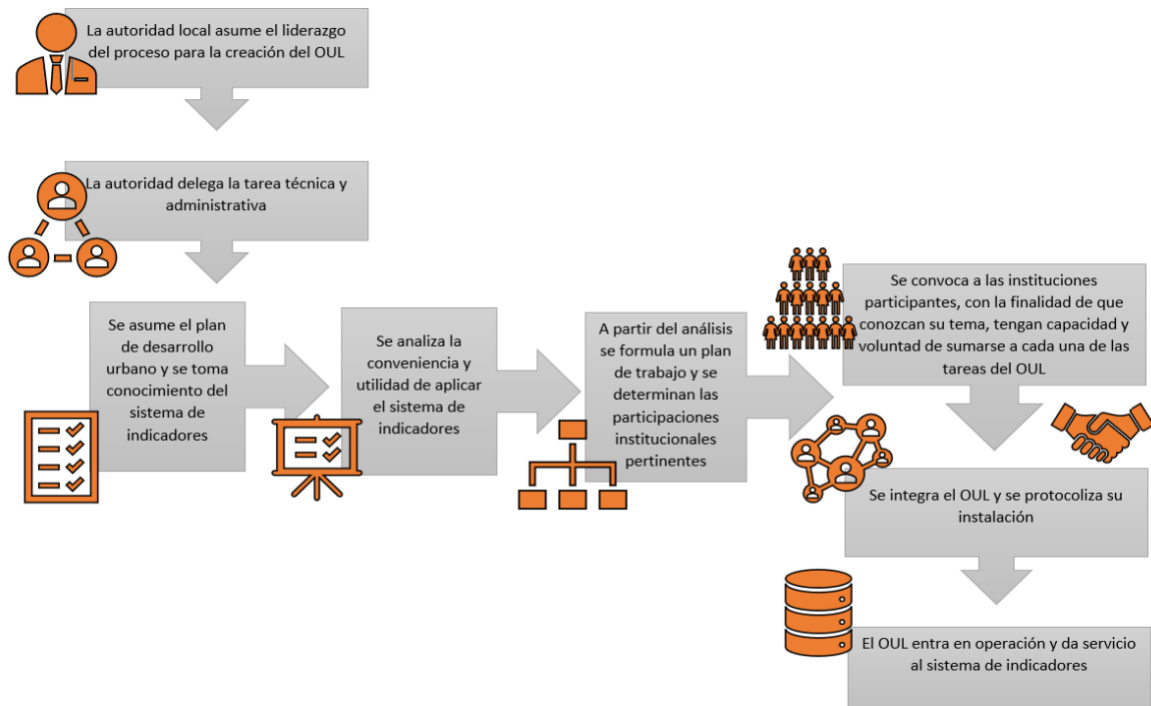 La autoridad local asume el liderazgo
del proceso para la creación del OUL
La autoridad delega la tarea técnica y
administrativa
Se asume el plan
de desarrollo
urbano y se toma
conocimiento del
sistema de
indicadores
Se analiza la
conveniencia y
utilidad de aplicar
el sistema de
indicadores
A partir del análisis
se formula un plan
de trabajo y se
determinan las
participaciones
institucionales
pertinentes
Se convoca a las instituciones
participantes, con la finalidad de que
conozcan su tema, tengan capacidad y
voluntad de sumarse a cada una de las
tareas del OUL
Se integra el OUL y se protocoliza su
instalación
El OUL entra en operación y da servicio
al sistema de indicadores